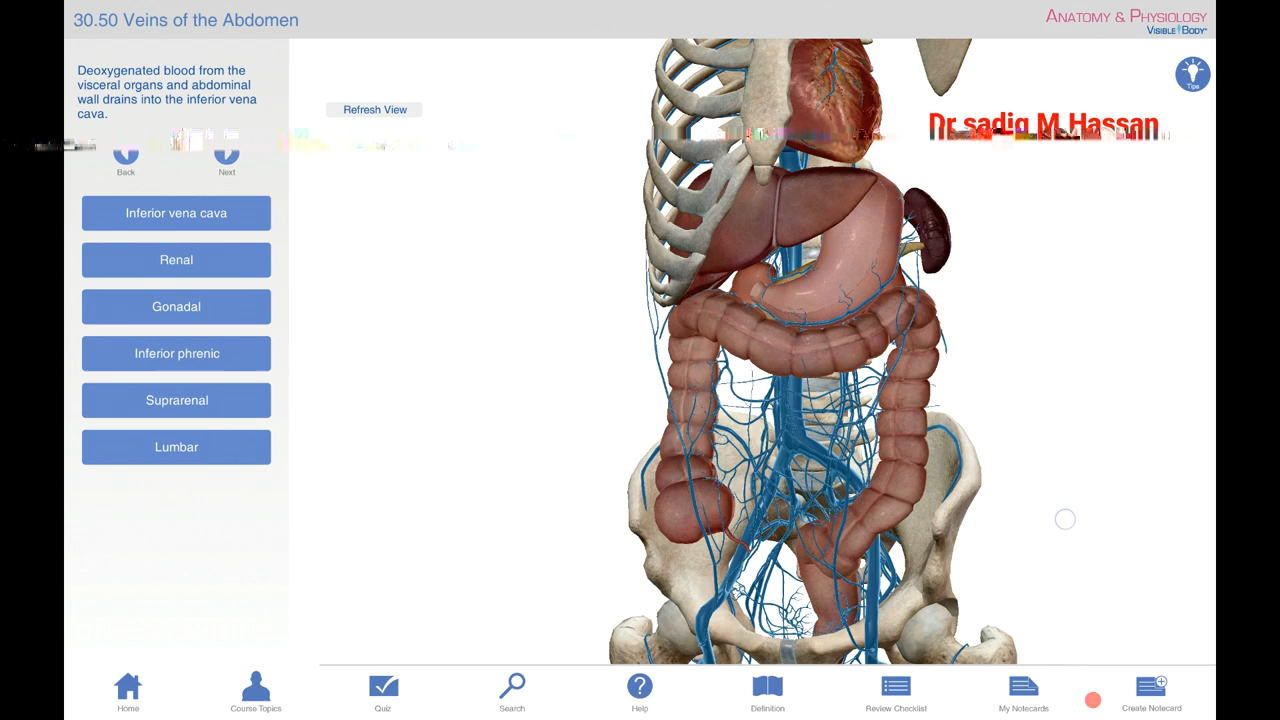 30.50 Veins of the Abdomen
ANATOMY & PHYSIOLOGY
VISIBLE BODY
Deoxygenated blood from the
visceral organs and abdominal
wall drains into the inferior vena
cava.
Refresh View
Tips
Dr sadiq M Hassan
Back
Next
Inferior vena cava
Renal
Gonadal
Inferior phrenic
Suprarenal
Lumbar
Home
Course Topics
Quiz
Search
Help
Definition
Review Checklist
My Notecards
Create Notecard